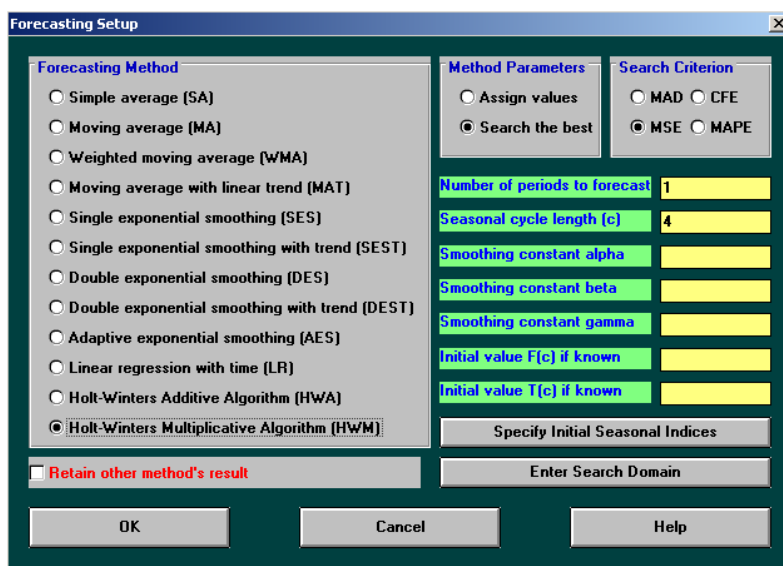 Forecasting Setup
Forecasting Method
Simple average (SA)
Moving average (MA)
Weighted moving average (WMA)
Moving average with linear trend (MAT)
Single exponential smoothing (SES)
Single exponential smoothing with trend (SEST)
Double exponential smoothing (DES)
Double exponential smoothing with trend (DEST)
Adaptive exponential smoothing (AES)
Linear regression with time (LR)
Holt-Winters Additive Algorithm (HWA)
Holt-Winters Multiplicative Algorithm (HWM)
Retain other method's result
Method Parameters
Assign values
Search the best
Search Criterion
MAD CFE
MSE MAPE
Number of periods to forecast 1
Seasonal cycle length (c) 4
Smoothing constant alpha
Smoothing constant beta
Smoothing constant gamma
Initial value F(c) if known
Initial value T(c) if known
Specify Initial Seasonal Indices
Enter Search Domain
OK Cancel Help